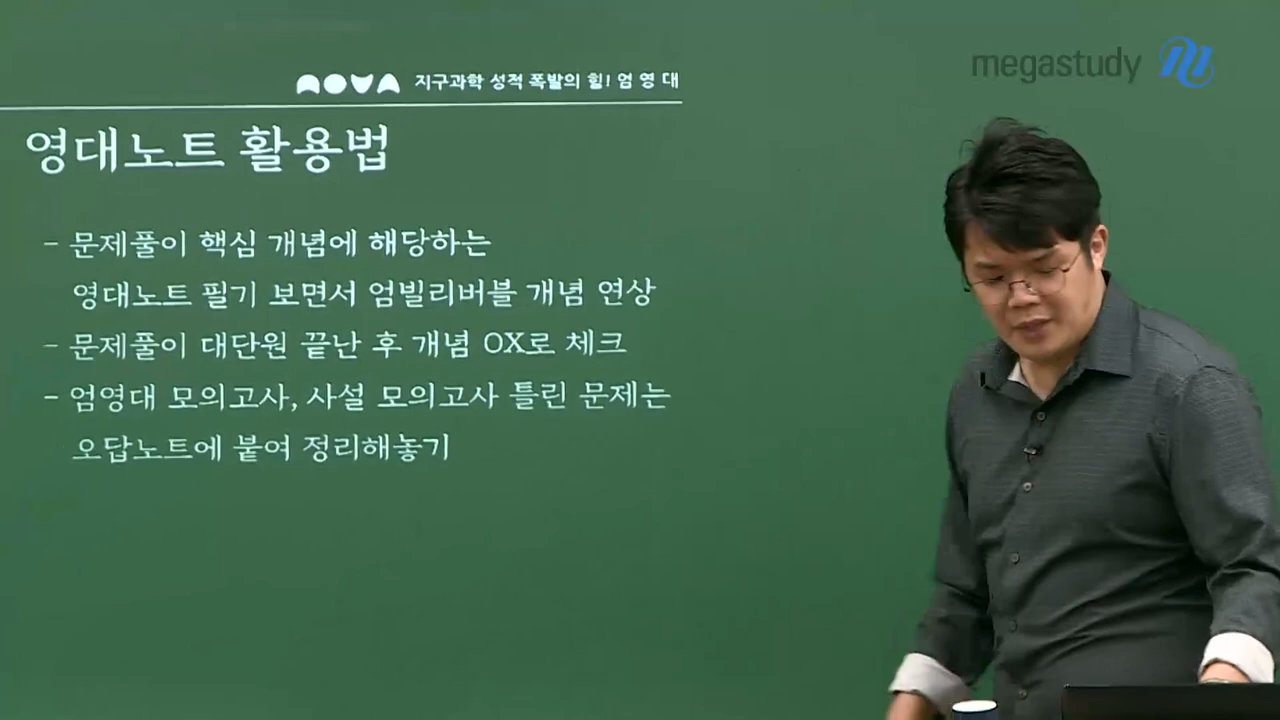 megastudy
NOVA 지구과학 성적 폭발의 힘! 엄영대
영대노트 활용법
- 문제풀이 핵심 개념에 해당하는
영대노트 필기 보면서 엄빌리버블 개념 연상
- 문제풀이 대단원 끝난 후 개념 OX로 체크
- 엄영대 모의고사, 사설 모의고사 틀린 문제는
오답노트에 붙여 정리해놓기